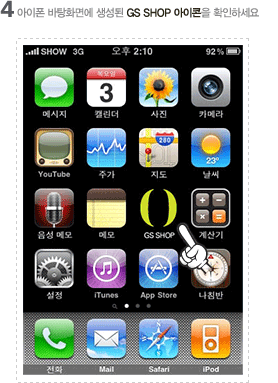 4 아이폰 바탕화면에 생성된 GS SHOP 아이콘을 확인하세요
SHOW 3G 오후 2:10 92%
목요일
3
280
23°
메시지 캘린더 사진 카메라
YouTube 주가 지도 날씨
음성 메모 메모 GS SHOP 계산기
설정 iTunes App Store 나침반
전화 Mail Safari iPod